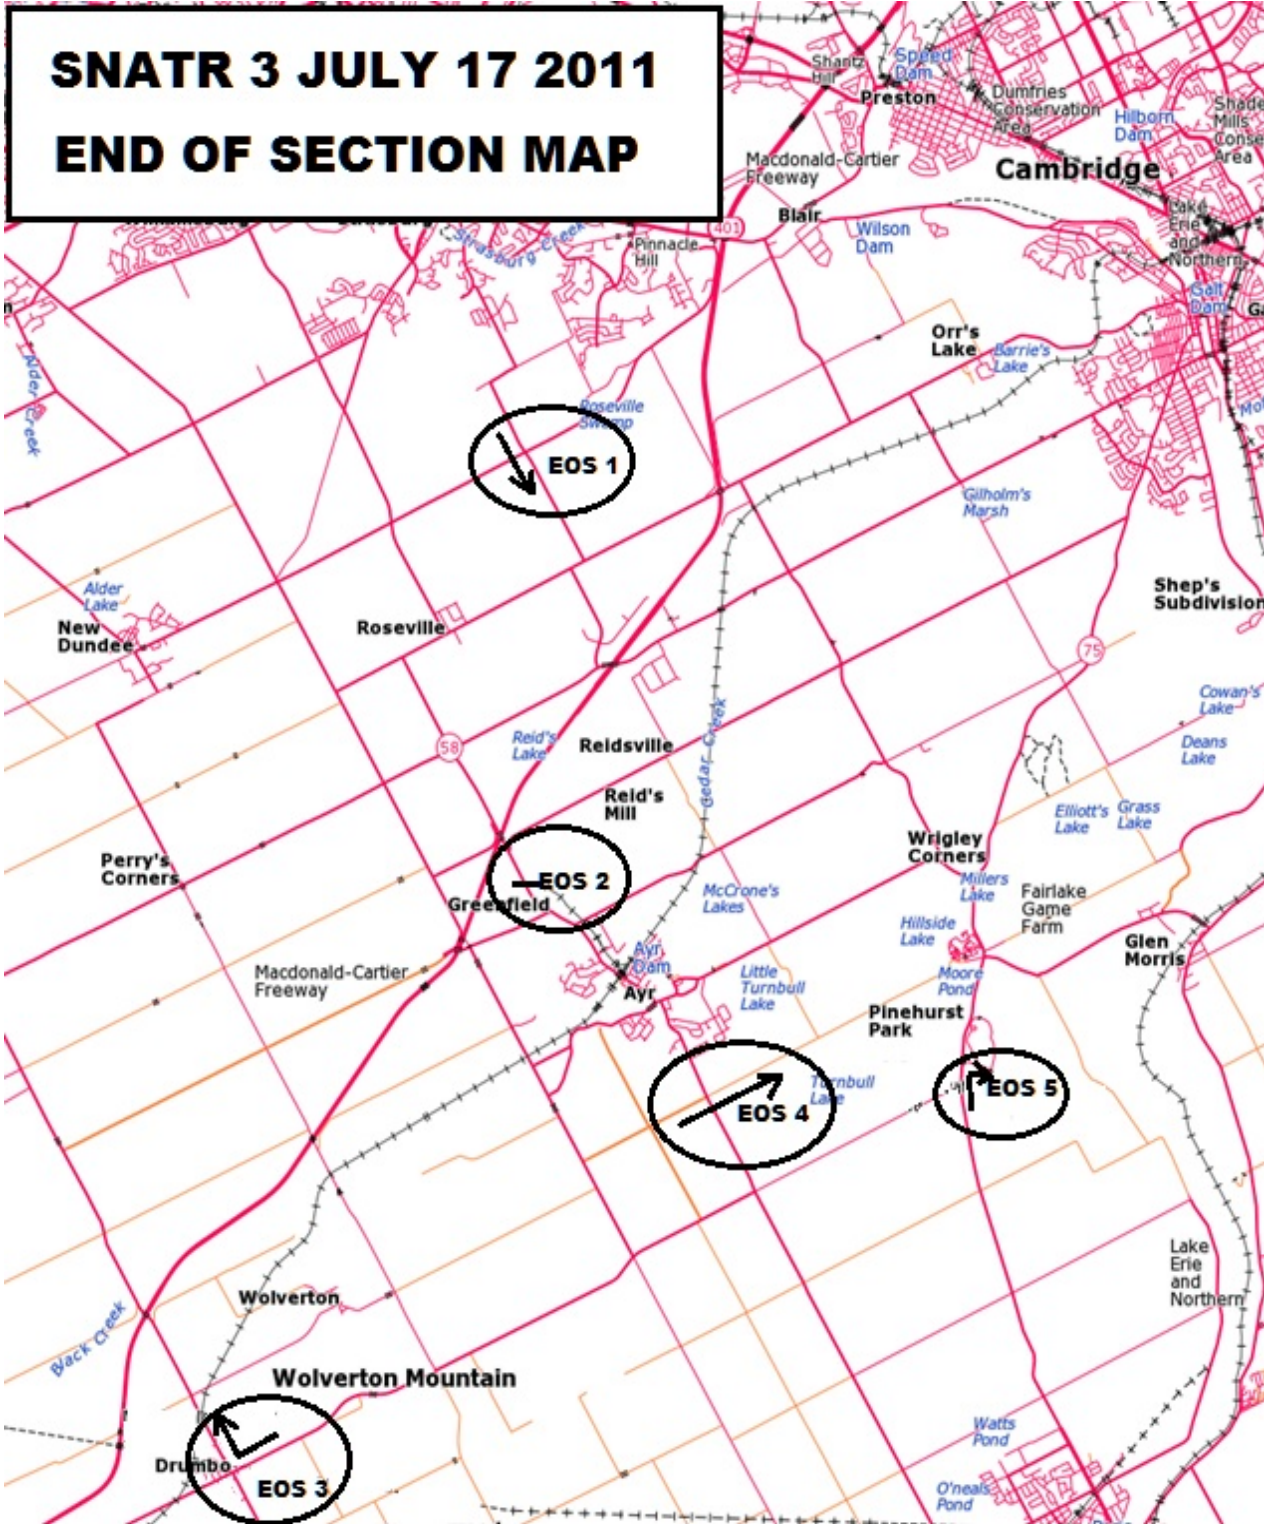 SNATR 3 JULY 17 2011
END OF SECTION MAP
Speed
Dam
Shantz
Hill
Preston
Dumfries
Conservation
Area
Hilborn
Dam
Shade
Mills
Conse
Area
Macdonald-Cartier
Freeway
Cambridge
Blair
401
Wilson
Dam
Lake
Erie
and
Northern
Strasburg Creek
Pinnacle
Hill
Galt
Dam
Ga
Orr's
Lake
Barrie's
Lake
Alder Creek
Roseville
Swamp
EOS 1
Gilholm's
Marsh
Alder
Lake
Shep's
Subdivision
New
Dundee
Roseville
75
Cowan's
Lake
58
Reid's
Lake
Reidsville
Cedar Creek
Deans
Lake
Reid's
Mill
Elliott's
Lake
Grass
Lake
Wrigley
Corners
Perry's
Corners
EOS 2
Greenfield
McCrone's
Lakes
Millers
Lake
Fairlake
Game
Farm
Hillside
Lake
Glen
Morris
Macdonald-Cartier
Freeway
Ayr
Dam
Ayr
Little
Turnbull
Lake
Moore
Pond
Pinehurst
Park
EOS 4
Turnbull
Lake
EOS 5
Lake
Erie
and
Northern
Wolverton
Black Creek
Wolverton Mountain
Watts
Pond
Drumbo
EOS 3
O'neals
Pond